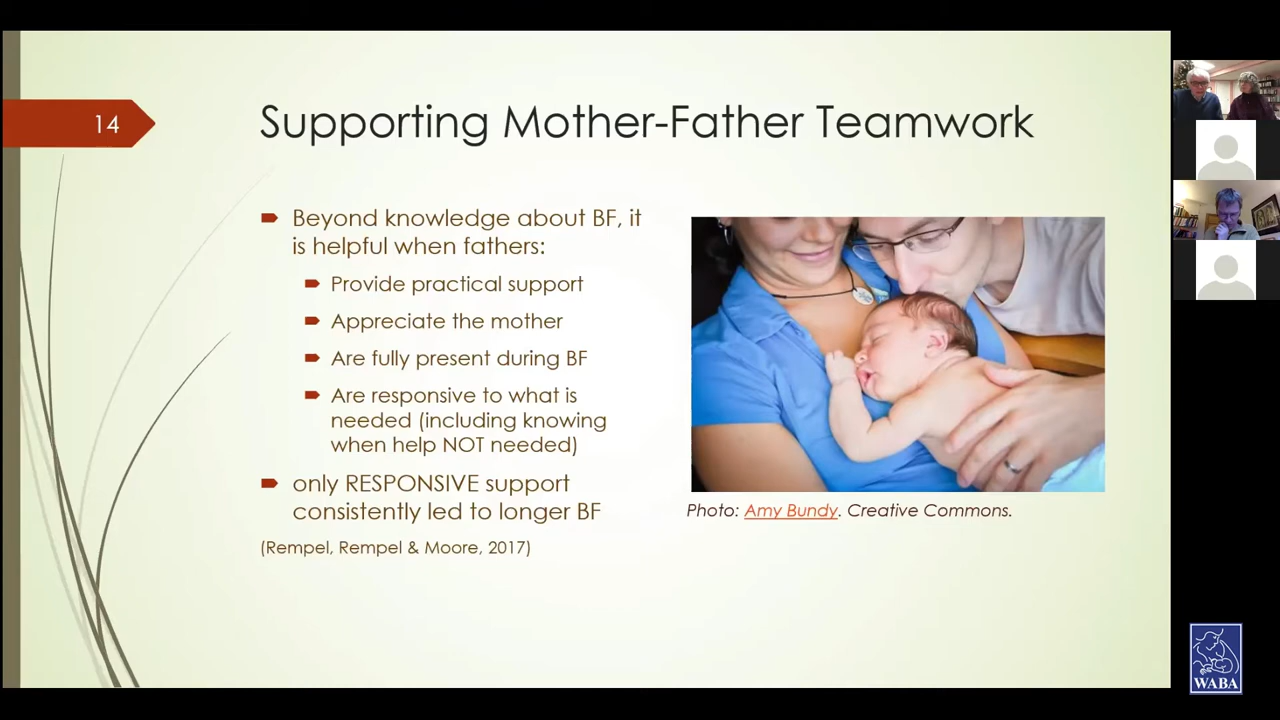 14
Supporting Mother-Father Teamwork
Beyond knowledge about BF, it
is helpful when fathers:
Provide practical support
Appreciate the mother
Are fully present during BF
Are responsive to what is
needed (including knowing
when help NOT needed)
only RESPONSIVE support
consistently led to longer BF
(Rempel, Rempel & Moore, 2017)
Photo: Amy Bundy. Creative Commons.
WABA